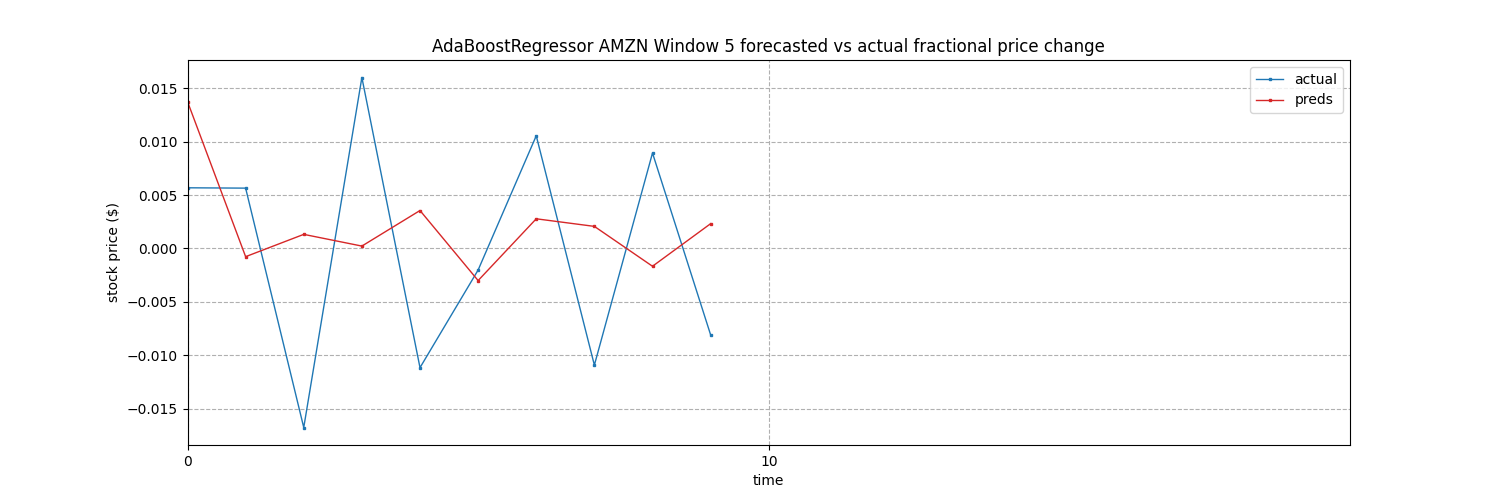 AdaBoostRegressor AMZN Window 5 forecasted vs actual fractional price change
actual
preds
0.015
0.010
0.005
0.000
−0.005
−0.010
−0.015
stock price ($)
0
10
time